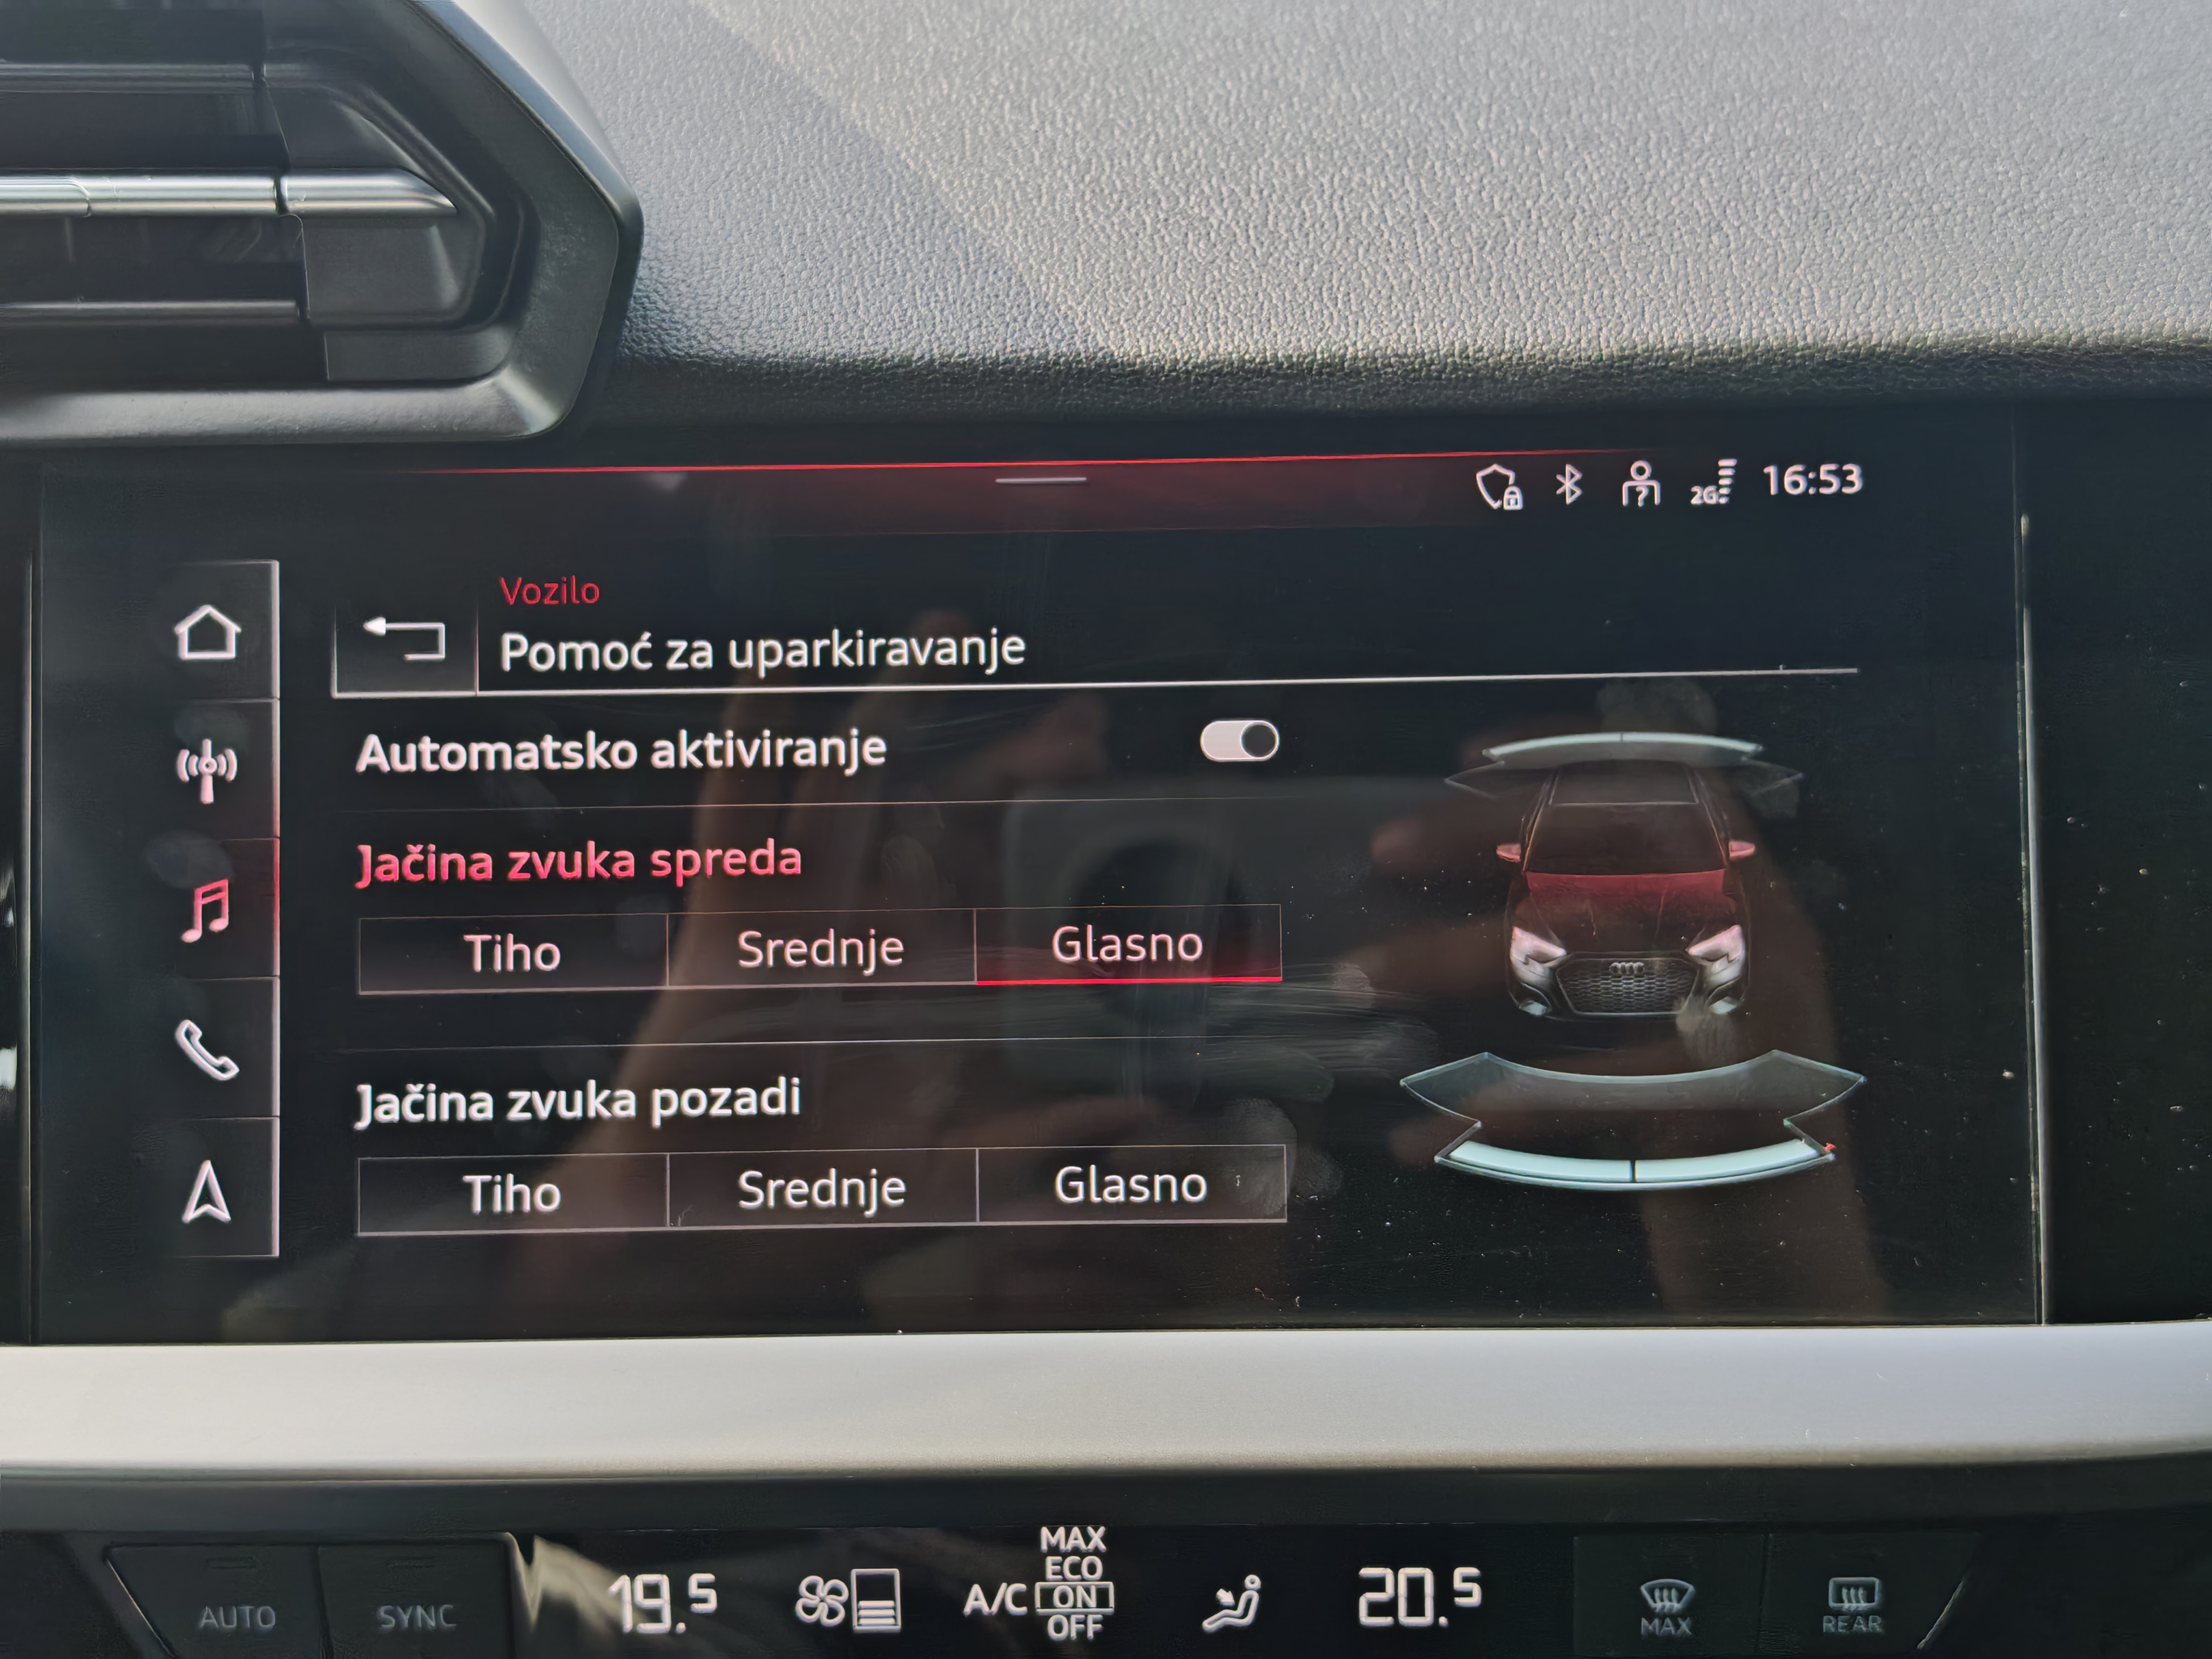 2G 16:53
Vozilo
Pomoć za uparkiravanje
Automatsko aktiviranje
Jačina zvuka spreda
Tiho Srednje Glasno
Jačina zvuka pozadi
Tiho Srednje Glasno
MAX
ECO
AUTO SYNC 19.5 A/C ON 20.5 MAX REAR
OFF